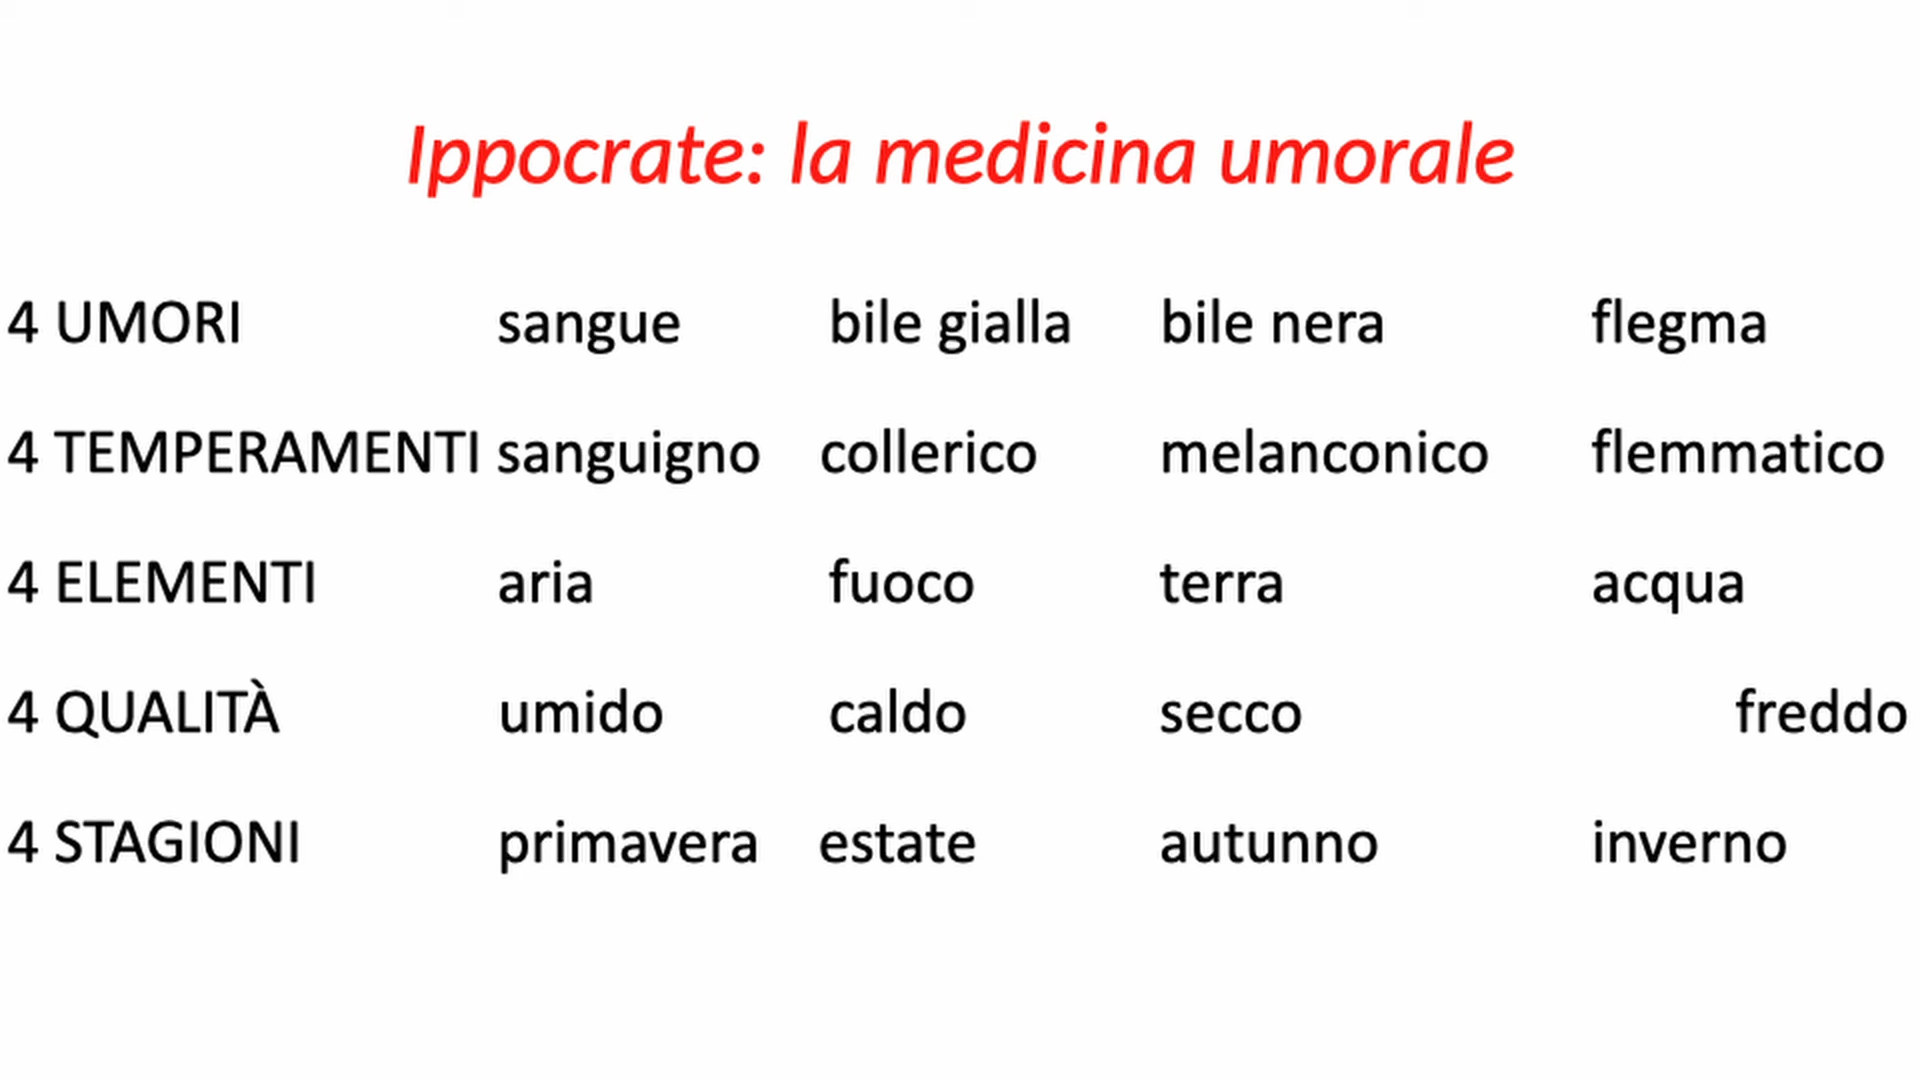 Ippocrate: la medicina umorale
4 UMORI sangue bile gialla bile nera flegma
4 TEMPERAMENTI sanguigno collerico melanconico flemmatico
4 ELEMENTI aria fuoco terra acqua
4 QUALITÀ umido caldo secco freddo
4 STAGIONI primavera estate autunno inverno